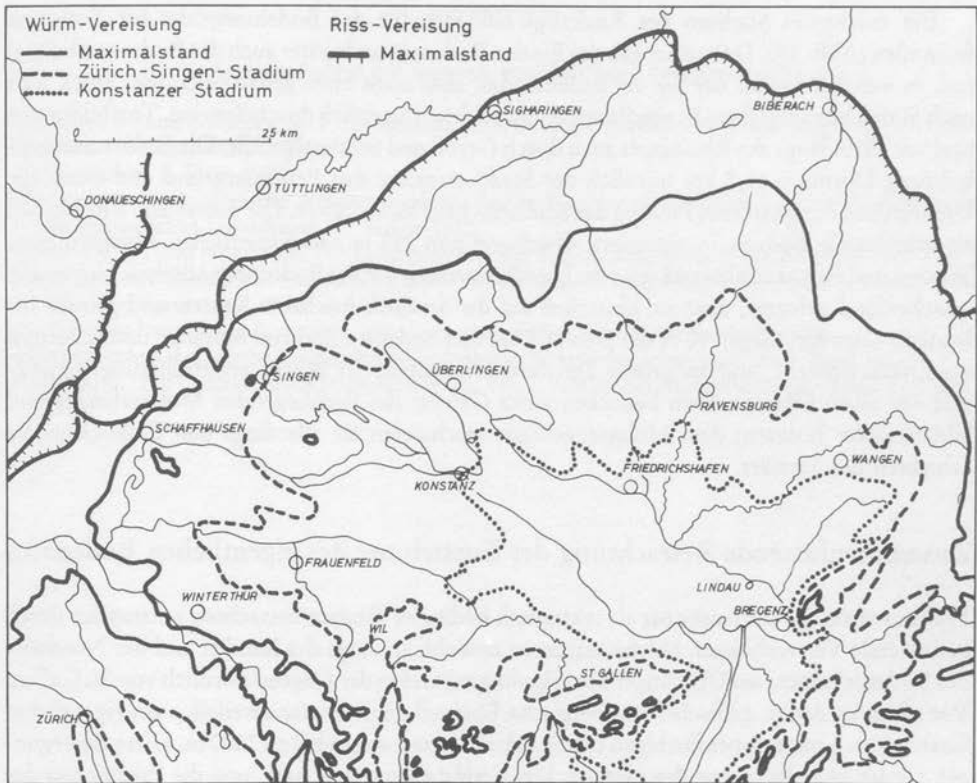 Würm-Vereisung
Maximalstand
Zürich-Singen-Stadium
Konstanzer Stadium
Riss-Vereisung
Maximalstand
25 km
SIGMARINGEN
BIBERACH
TUTTLINGEN
DONAUESCHINGEN
SINGEN
ÜBERLINGEN
RAVENSBURG
SCHAFFHAUSEN
KONSTANZ
FRIEDRICHSHAFEN
WANGEN
FRAUENFELD
LINDAU
WINTERTHUR
BREGENZ
WIL
ST GALLEN
ZÜRICH